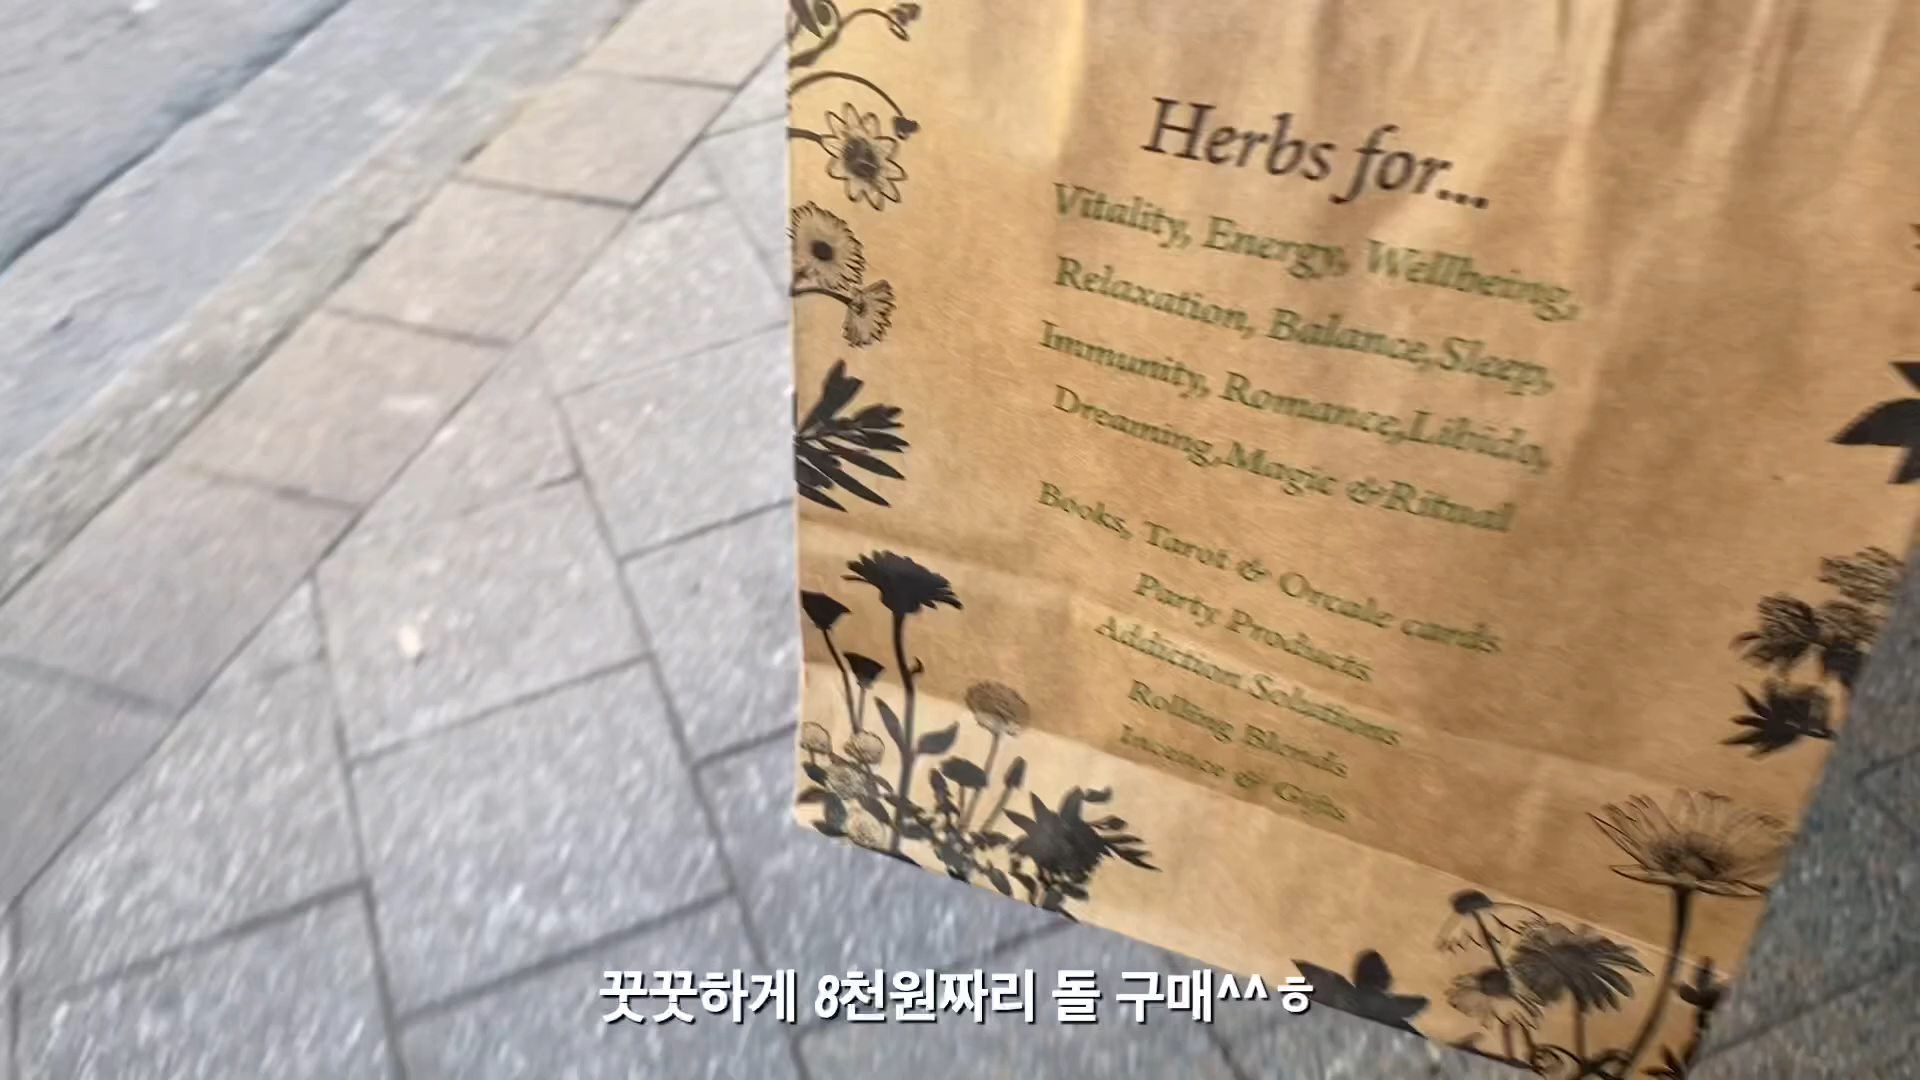 Herbs for...
Vitality, Energy, Wellbeing,
Relaxation, Balance,Sleep,
Immunity, Romance,Libido,
Dreaming,Magic &Ritual
Books, Tarot & Orcale cards
Party Products
Addiction Solutions
Rolling Blends
Incence & Gifts
꿋꿋하게 8천원짜리 돌 구매^^ㅎ